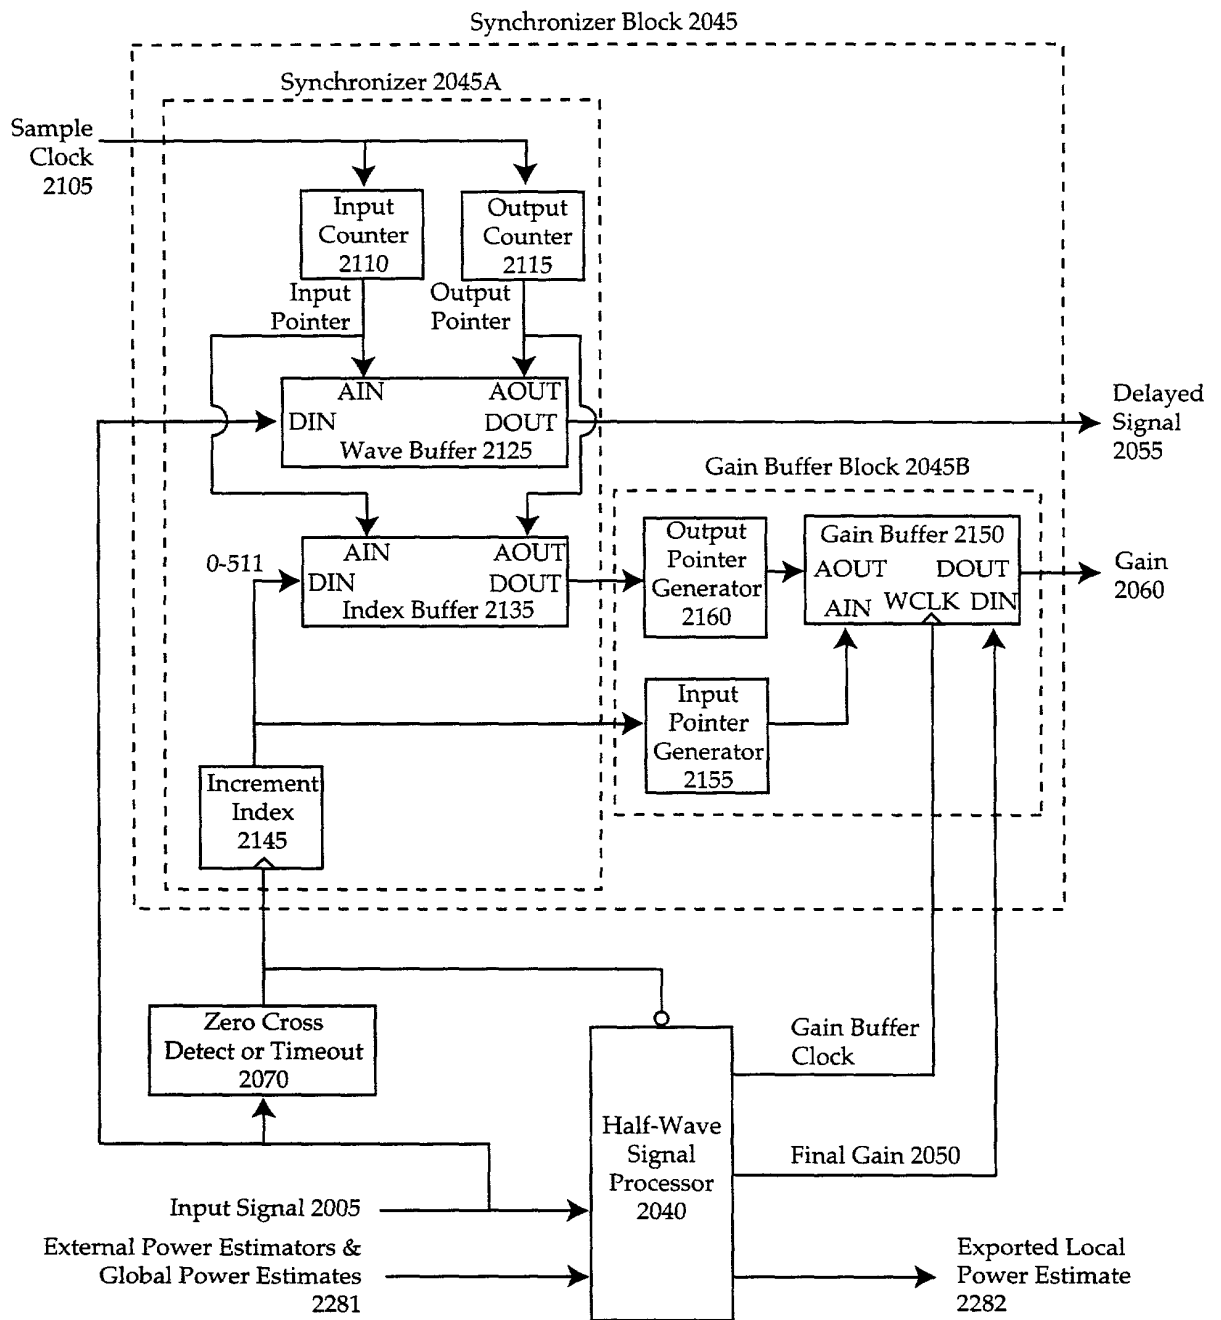 Synchronizer Block 2045
Synchronizer 2045A
Sample
Clock
2105
Input
Counter
2110
Output
Counter
2115
Input
Pointer
Output
Pointer
AIN
AOUT
DIN
DOUT
Wave Buffer 2125
Delayed
Signal
2055
Gain Buffer Block 2045B
0-511
AIN
AOUT
DIN
DOUT
Index Buffer 2135
Output
Pointer
Generator
2160
Gain Buffer 2150
AOUT
DOUT
AIN
WCLK
DIN
Gain
2060
Input
Pointer
Generator
2155
Increment
Index
2145
Zero Cross
Detect or Timeout
2070
Gain Buffer
Clock
Half-Wave
Signal
Processor
2040
Final Gain 2050
Input Signal 2005
External Power Estimators &
Global Power Estimates
2281
Exported Local
Power Estimate
2282